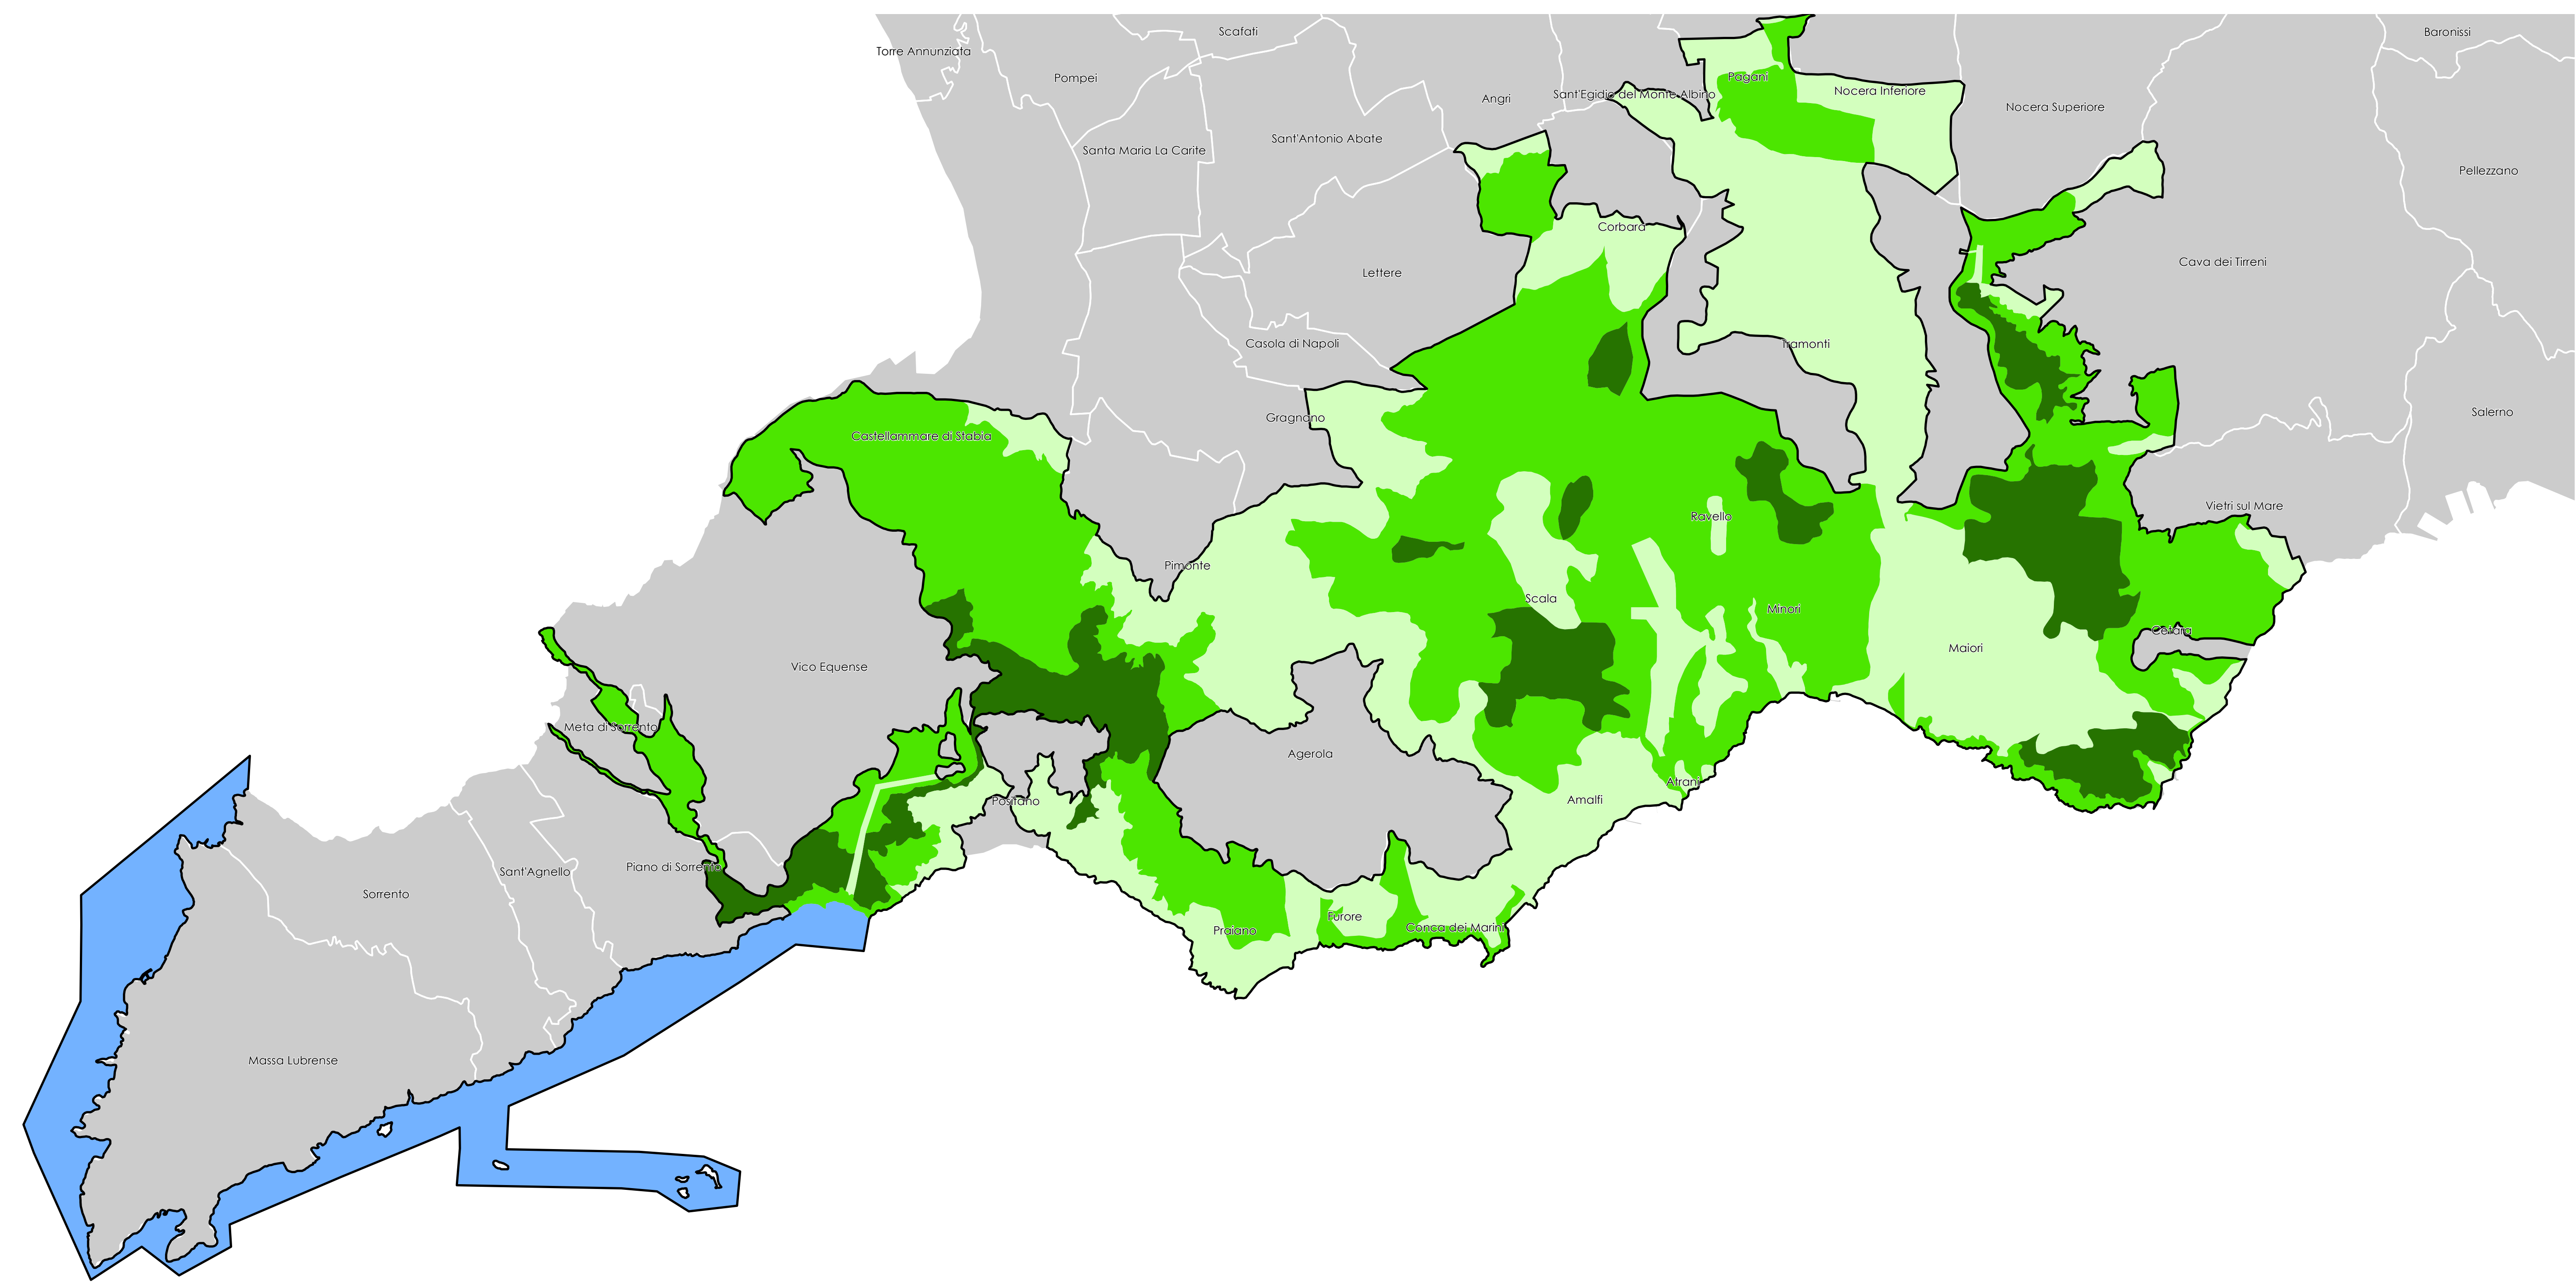 Scafati
Baronissi
Torre Annunziata
Pompei
Pagani
Nocera Inferiore
Angri
Sant'Egidio del Monte Albino
Nocera Superiore
Sant'Antonio Abate
Santa Maria La Carite
Pellezzano
Corbara
Cava dei Tirreni
Lettere
Casola di Napoli
Tramonti
Gragnano
Salerno
Castellammare di Stabia
Vietri sul Mare
Ravello
Pimonte
Scala
Minori
Cetara
Maiori
Vico Equense
Meta di Sorrento
Agerola
Atrani
Amalfi
Positano
Piano di Sorrento
Sant'Agnello
Sorrento
Furore
Conca dei Marini
Praiano
Massa Lubrense